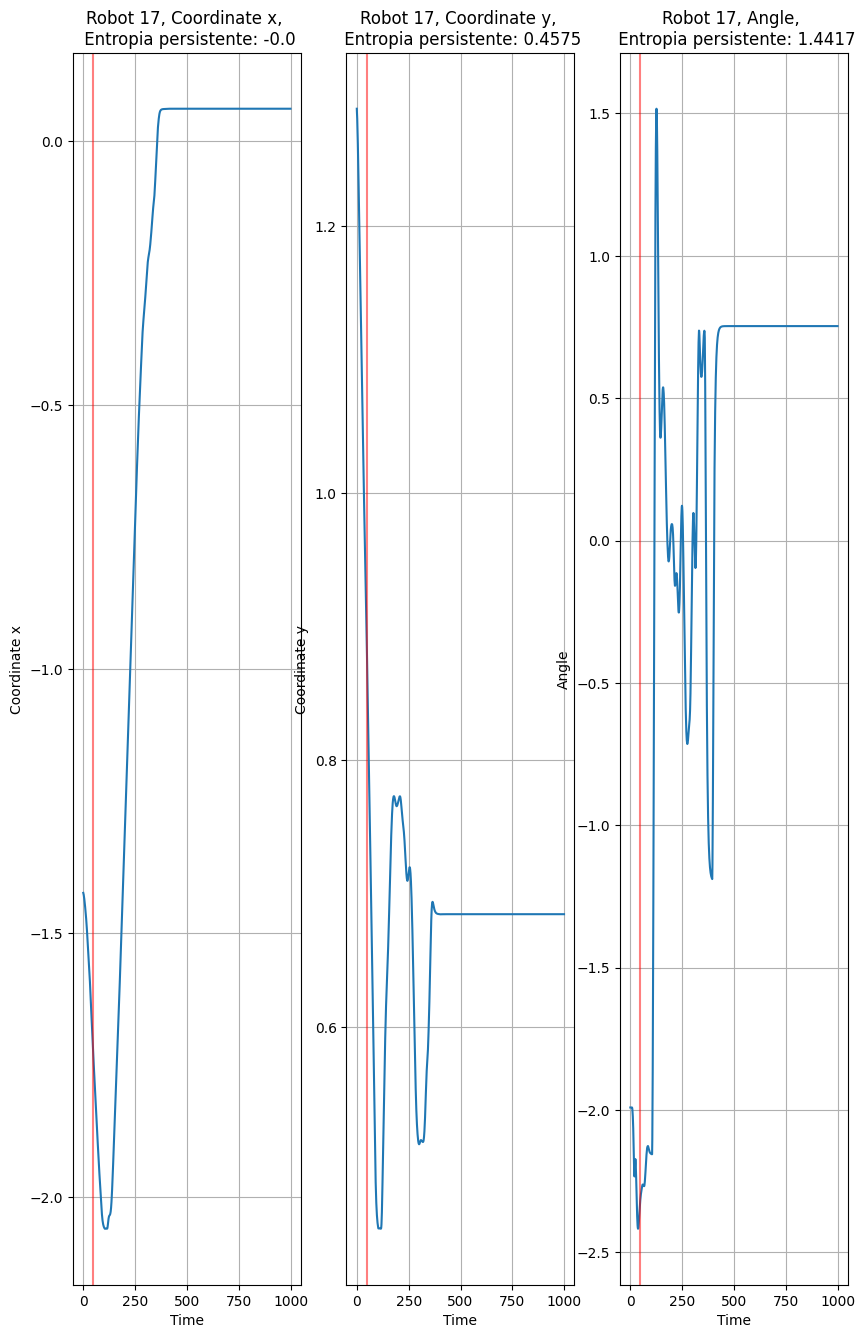 Robot 17, Coordinate x,
Entropia persistente: -0.0
0.0
−0.5
−1.0
−1.5
−2.0
Coordinate x
0
250
500
750
1000
Time
Robot 17, Coordinate y,
Entropia persistente: 0.4575
1.2
1.0
0.8
0.6
Coordinate y
0
250
500
750
1000
Time
Robot 17, Angle,
Entropia persistente: 1.4417
1.5
1.0
0.5
0.0
−0.5
−1.0
−1.5
−2.0
−2.5
Angle
0
250
500
750
1000
Time